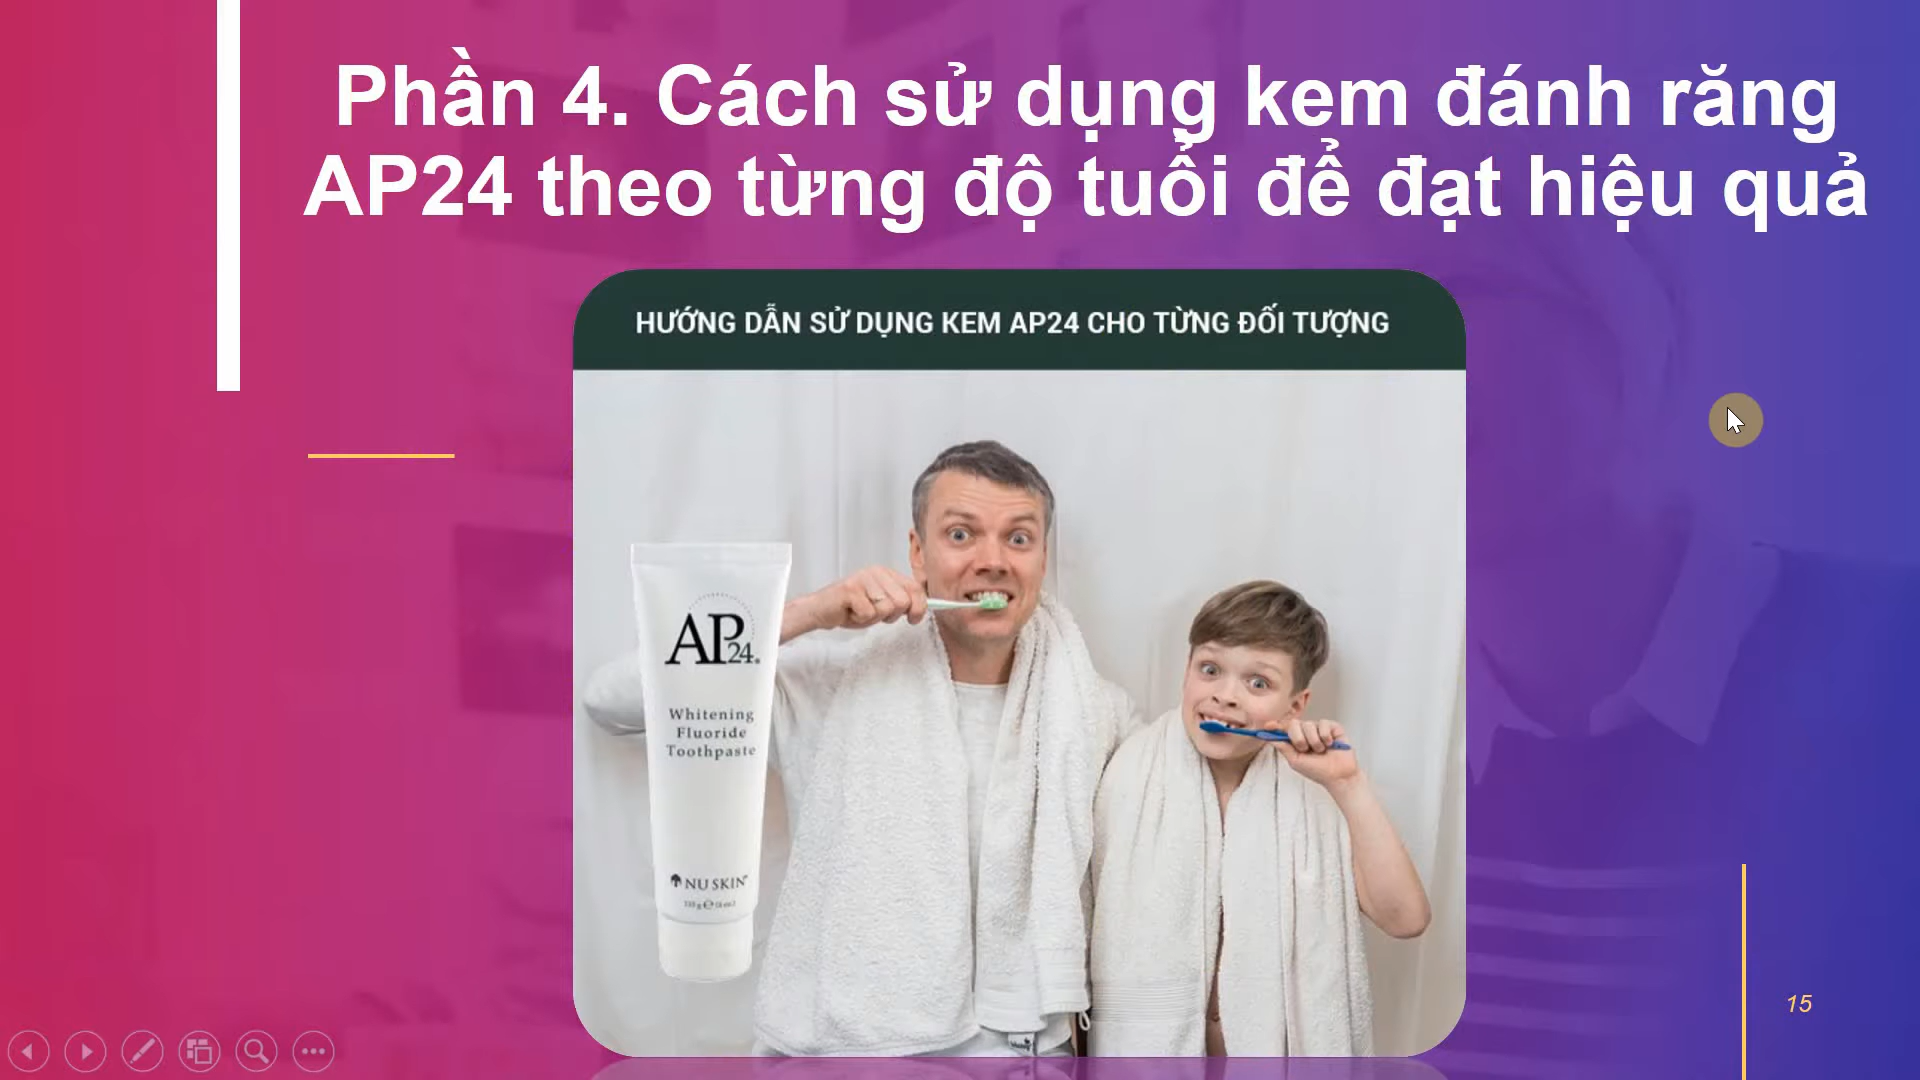 Phần 4. Cách sử dụng kem đánh răng
AP24 theo từng độ tuổi để đạt hiệu quả
HƯỚNG DẪN SỬ DỤNG KEM AP24 CHO TỪNG ĐỐI TƯỢNG
AP24
Whitening
Fluoride
Toothpaste
NU SKIN
15